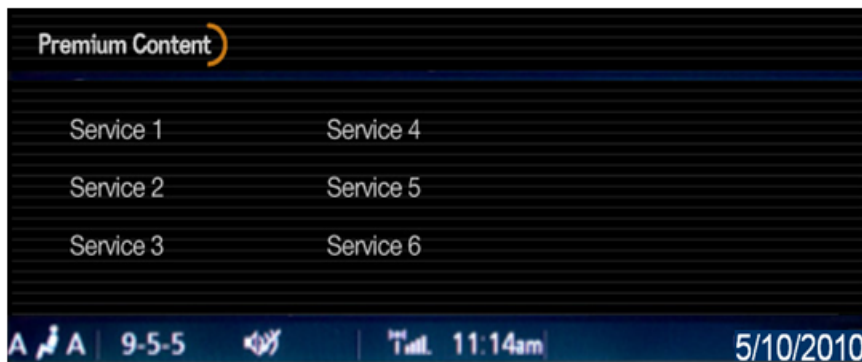 Premium Content
Service 1 Service 4
Service 2 Service 5
Service 3 Service 6
A A 9-5-5 11:14am 5/10/2010